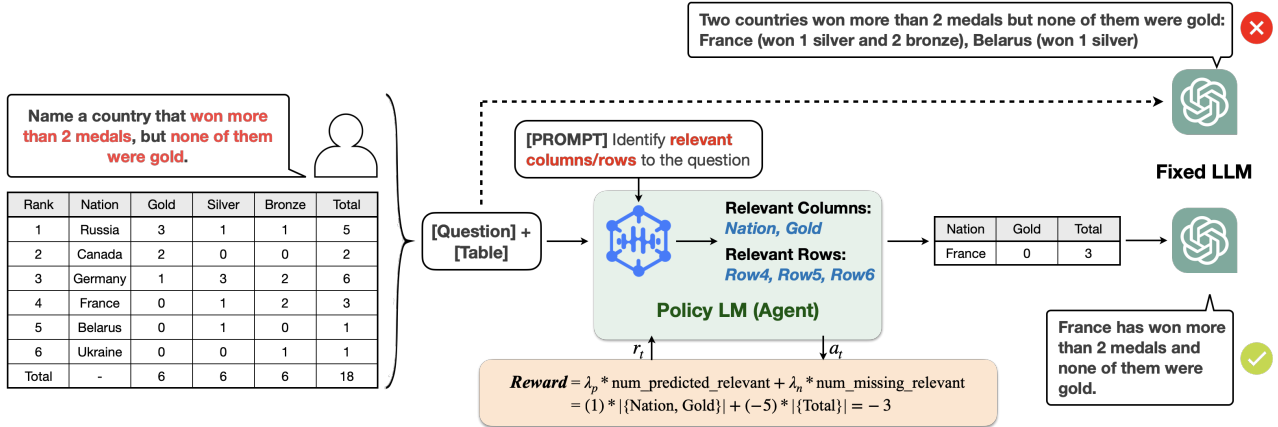 Two countries won more than 2 medals but none of them were gold:
France (won 1 silver and 2 bronze), Belarus (won 1 silver)
Name a country that won more
than 2 medals, but none of them
were gold.
[PROMPT] Identify relevant
columns/rows to the question
Fixed LLM
Rank Nation Gold Silver Bronze Total
1 Russia 3 1 1 5
2 Canada 2 0 0 2
3 Germany 1 3 2 6
4 France 0 1 2 3
5 Belarus 0 1 0 1
6 Ukraine 0 0 1 1
Total - 6 6 6 18
[Question] +
[Table]
Relevant Columns:
Nation, Gold
Relevant Rows:
Row4, Row5, Row6
Policy LM (Agent)
Nation Gold Total
France 0 3
France has won more
than 2 medals and
none of them were
gold.
rₜ aₜ
Reward = λₚ * num_predicted_relevant + λₙ * num_missing_relevant
= (1) * |{Nation, Gold}| + (−5) * |{Total}| = − 3